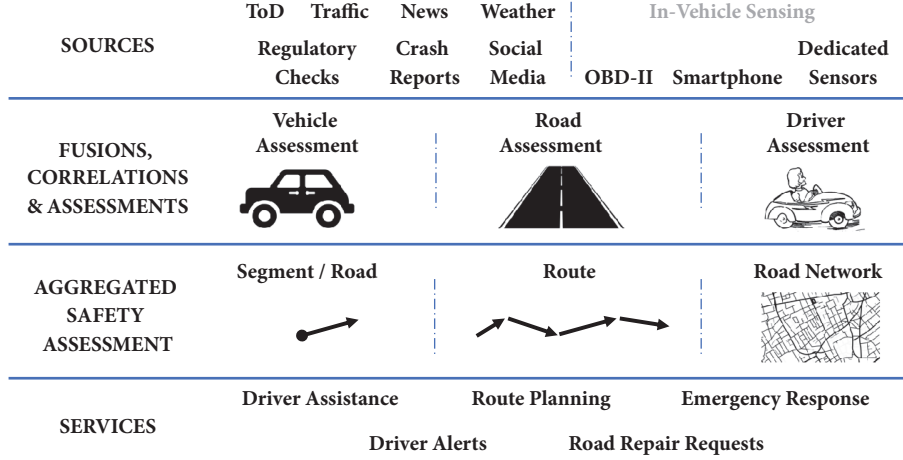 SOURCES
ToD Traffic News Weather
Regulatory Checks
Crash Reports
Social Media
In-Vehicle Sensing
OBD-II Smartphone
Dedicated Sensors
FUSIONS,
CORRELATIONS
& ASSESSMENTS
Vehicle
Assessment
Road
Assessment
Driver
Assessment
AGGREGATED
SAFETY
ASSESSMENT
Segment / Road
Route
Road Network
SERVICES
Driver Assistance
Route Planning
Emergency Response
Driver Alerts
Road Repair Requests